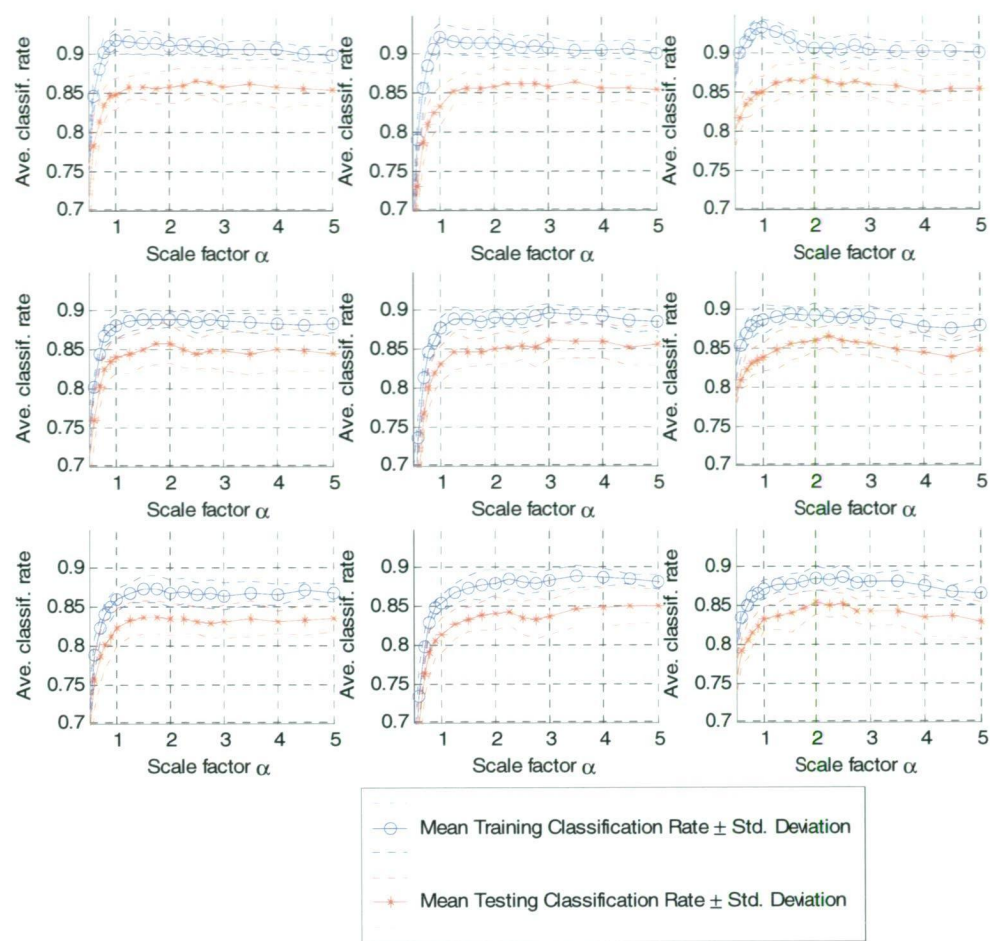 Ave. classif. rate
0.9
0.85
0.8
0.75
0.7
1 2 3 4 5
Scale factor α
Ave. classif. rate
0.9
0.85
0.8
0.75
0.7
1 2 3 4 5
Scale factor α
Ave. classif. rate
0.9
0.85
0.8
0.75
0.7
1 2 3 4 5
Scale factor α
Ave. classif. rate
0.9
0.85
0.8
0.75
0.7
1 2 3 4 5
Scale factor α
Ave. classif. rate
0.9
0.85
0.8
0.75
0.7
1 2 3 4 5
Scale factor α
Ave. classif. rate
0.9
0.85
0.8
0.75
0.7
1 2 3 4 5
Scale factor α
Ave. classif. rate
0.9
0.85
0.8
0.75
0.7
1 2 3 4 5
Scale factor α
Ave. classif. rate
0.9
0.85
0.8
0.75
0.7
1 2 3 4 5
Scale factor α
Ave. classif. rate
0.9
0.85
0.8
0.75
0.7
1 2 3 4 5
Scale factor α
Mean Training Classification Rate ± Std. Deviation
Mean Testing Classification Rate ± Std. Deviation